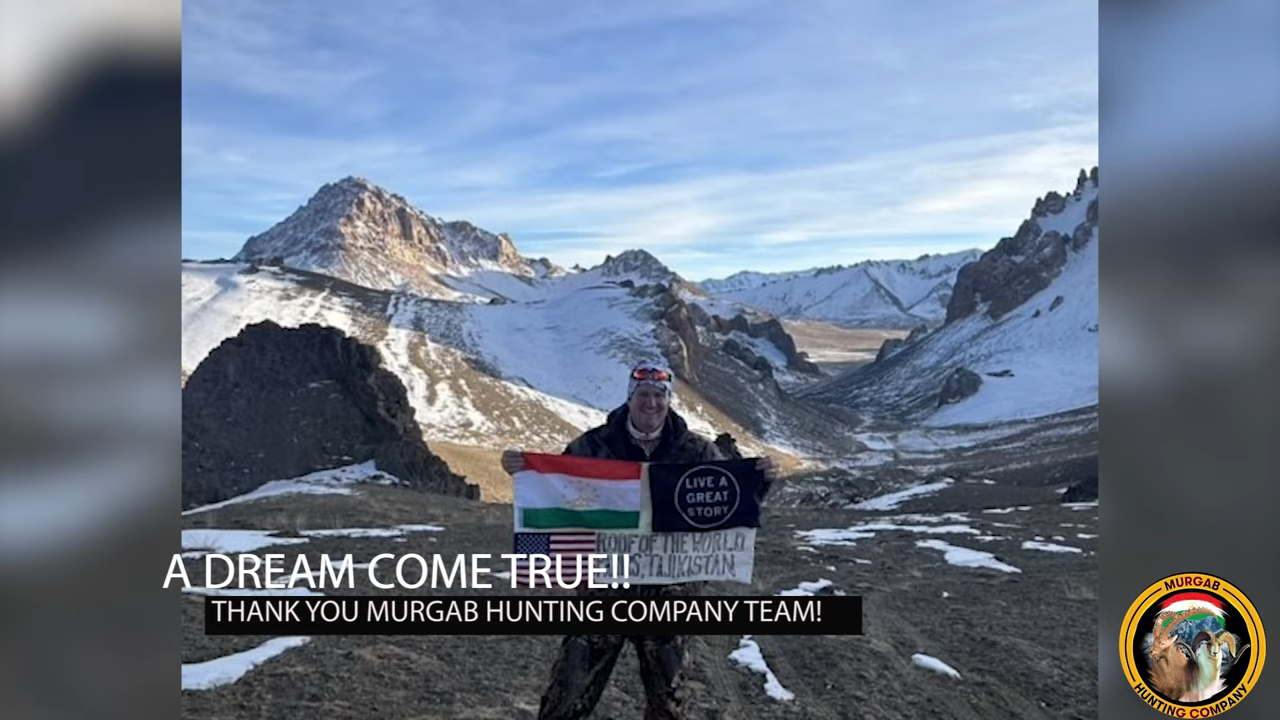 LIVE A
GREAT
STORY
ROOF OF THE WORLD
TAJIKISTAN
A DREAM COME TRUE!!
THANK YOU MURGAB HUNTING COMPANY TEAM!
MURGAB
HUNTING COMPANY